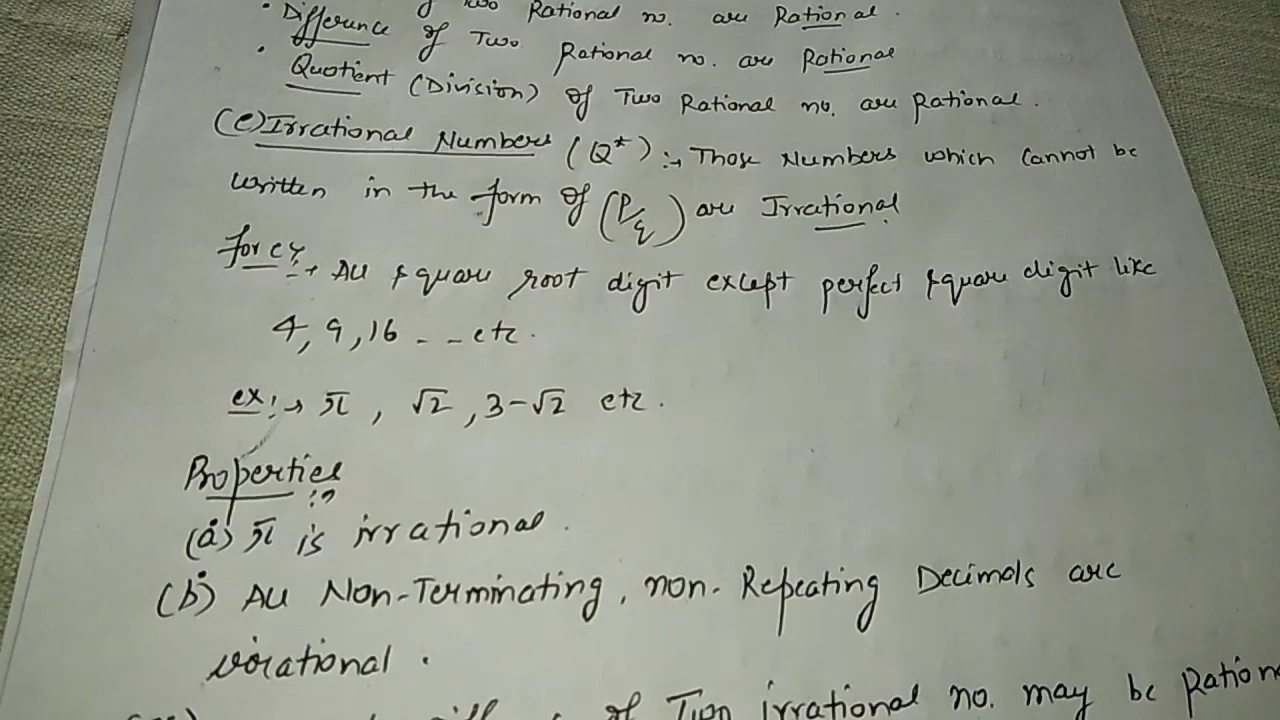 Two Rational no. are Rational.
• Difference of Two Rational no. are Rational
• Quotient (Division) of Two Rational no. are Rational.
(e) Irrational Numbers (Q*) :→ Those Numbers which Cannot be
written in the form of (P/q) are Irrational
for ex :→ All square root digit except perfect square digit like
4, 9, 16 - - etc.
ex :→ π, √2, 3-√2 etc.
Properties :→
(a) π is irrational.
(b) All Non-Terminating, non-Repeating Decimals are
irrational.
of Two irrational no. may be Ration